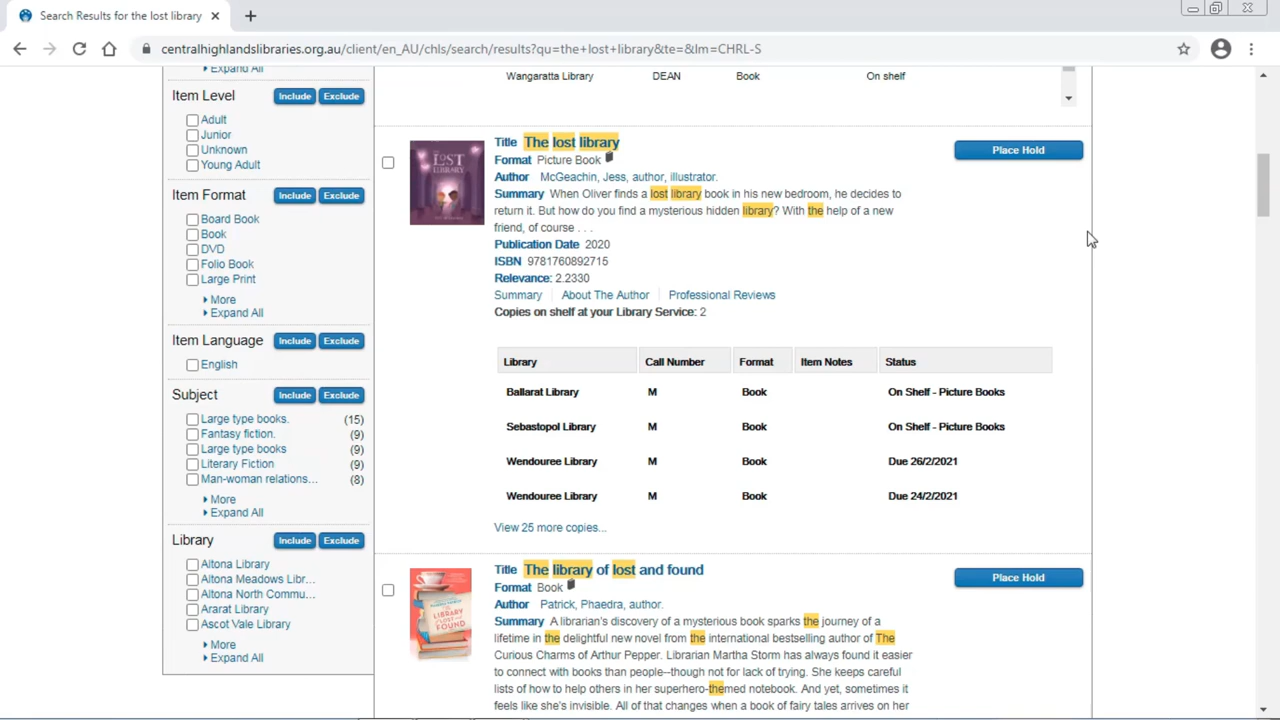 Search Results for the lost library
centralhighlandslibraries.org.au/client/en_AU/chls/search/results?qu=the+lost+library&te=&lm=CHRL-S
Expand All
Item Level Include Exclude
Adult
Junior
Unknown
Young Adult
Item Format Include Exclude
Board Book
Book
DVD
Folio Book
Large Print
More
Expand All
Item Language Include Exclude
English
Subject Include Exclude
Large type books. (15)
Fantasy fiction. (9)
Large type books (9)
Literary Fiction (9)
Man-woman relations... (8)
More
Expand All
Library Include Exclude
Altona Library
Altona Meadows Libr...
Altona North Commu...
Ararat Library
Ascot Vale Library
More
Expand All
Wangaratta Library DEAN Book On shelf
THE LOST LIBRARY
Title The lost library
Place Hold
Format Picture Book
Author McGeachin, Jess, author, illustrator.
Summary When Oliver finds a lost library book in his new bedroom, he decides to
return it. But how do you find a mysterious hidden library? With the help of a new
friend, of course . . .
Publication Date 2020
ISBN 9781760892715
Relevance: 2.2330
Summary About The Author Professional Reviews
Copies on shelf at your Library Service: 2
Library Call Number Format Item Notes Status
Ballarat Library M Book On Shelf - Picture Books
Sebastopol Library M Book On Shelf - Picture Books
Wendouree Library M Book Due 26/2/2021
Wendouree Library M Book Due 24/2/2021
View 25 more copies...
LIBRARY
LOST
FOUND
Title The library of lost and found
Place Hold
Format Book
Author Patrick, Phaedra, author.
Summary A librarian's discovery of a mysterious book sparks the journey of a
lifetime in the delightful new novel from the international bestselling author of The
Curious Charms of Arthur Pepper. Librarian Martha Storm has always found it easier
to connect with books than people--though not for lack of trying. She keeps careful
lists of how to help others in her superhero-themed notebook. And yet, sometimes it
feels like she's invisible. All of that changes when a book of fairy tales arrives on her